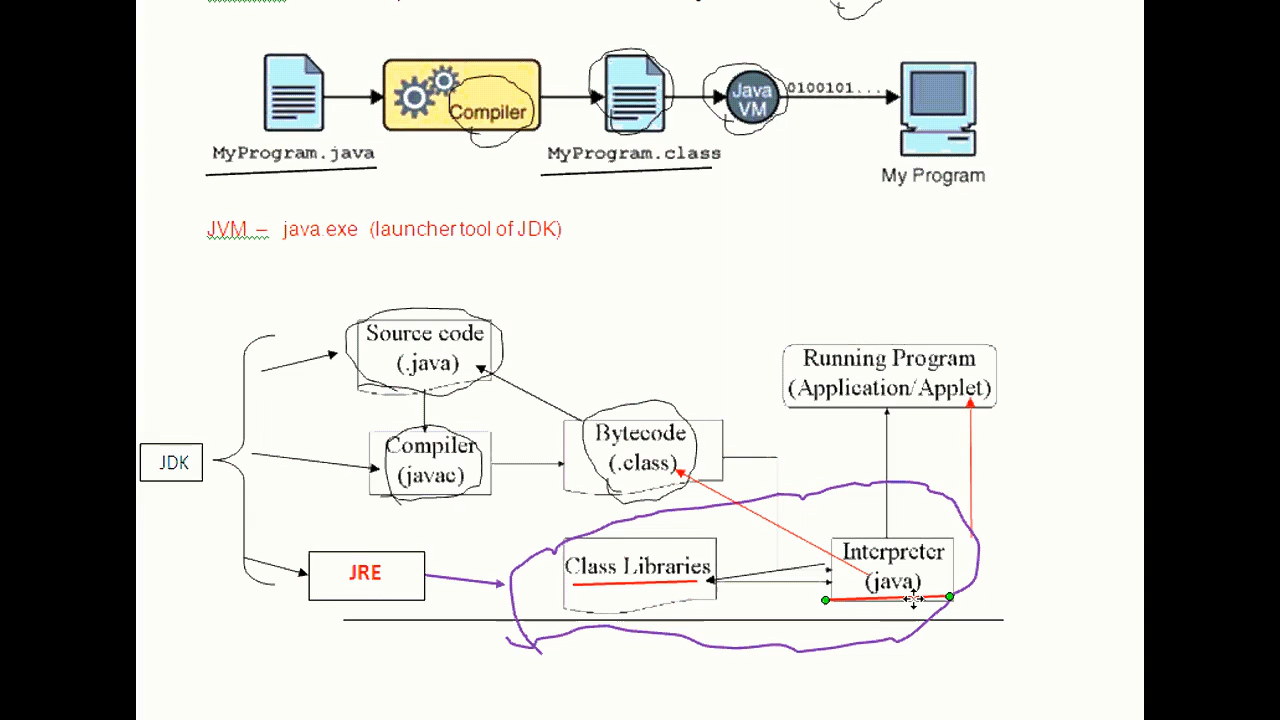 Compiler
Java
VM
0100101...
MyProgram.java
MyProgram.class
My Program
JVM – java.exe (launcher tool of JDK)
Source code
(.java)
Running Program
(Application/Applet)
Compiler
(javac)
Bytecode
(.class)
JDK
JRE
Class Libraries
Interpreter
(java)